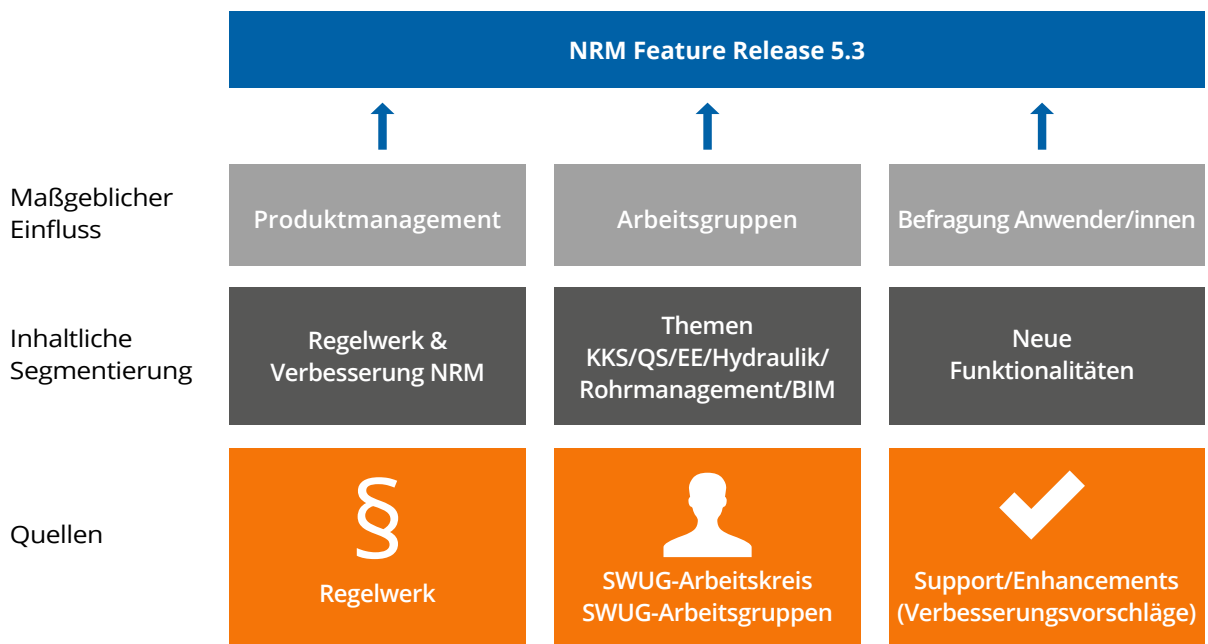 NRM Feature Release 5.3
Maßgeblicher
Einfluss
Produktmanagement
Arbeitsgruppen
Befragung Anwender/innen
Inhaltliche
Segmentierung
Regelwerk &
Verbesserung NRM
Themen
KKS/QS/EE/Hydraulik/
Rohrmanagement/BIM
Neue
Funktionalitäten
Quellen
§
Regelwerk
SWUG-Arbeitskreis
SWUG-Arbeitsgruppen
Support/Enhancements
(Verbesserungsvorschläge)